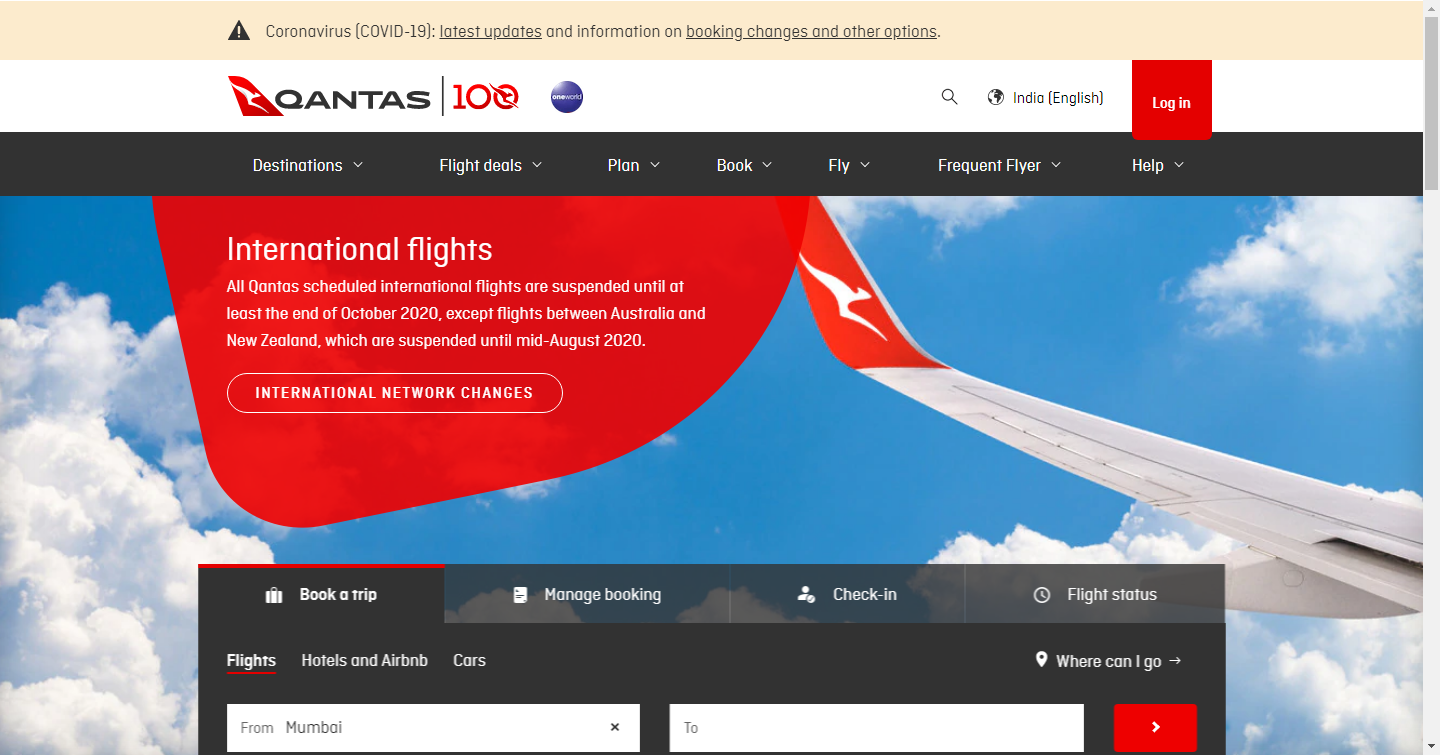 Coronavirus (COVID-19): latest updates and information on booking changes and other options.
QANTAS 100 oneworld India (English) Log in
Destinations Flight deals Plan Book Fly Frequent Flyer Help
International flights
All Qantas scheduled international flights are suspended until at
least the end of October 2020, except flights between Australia and
New Zealand, which are suspended until mid-August 2020.
INTERNATIONAL NETWORK CHANGES
Book a trip Manage booking Check-in Flight status
Flights Hotels and Airbnb Cars Where can I go →
From Mumbai × To